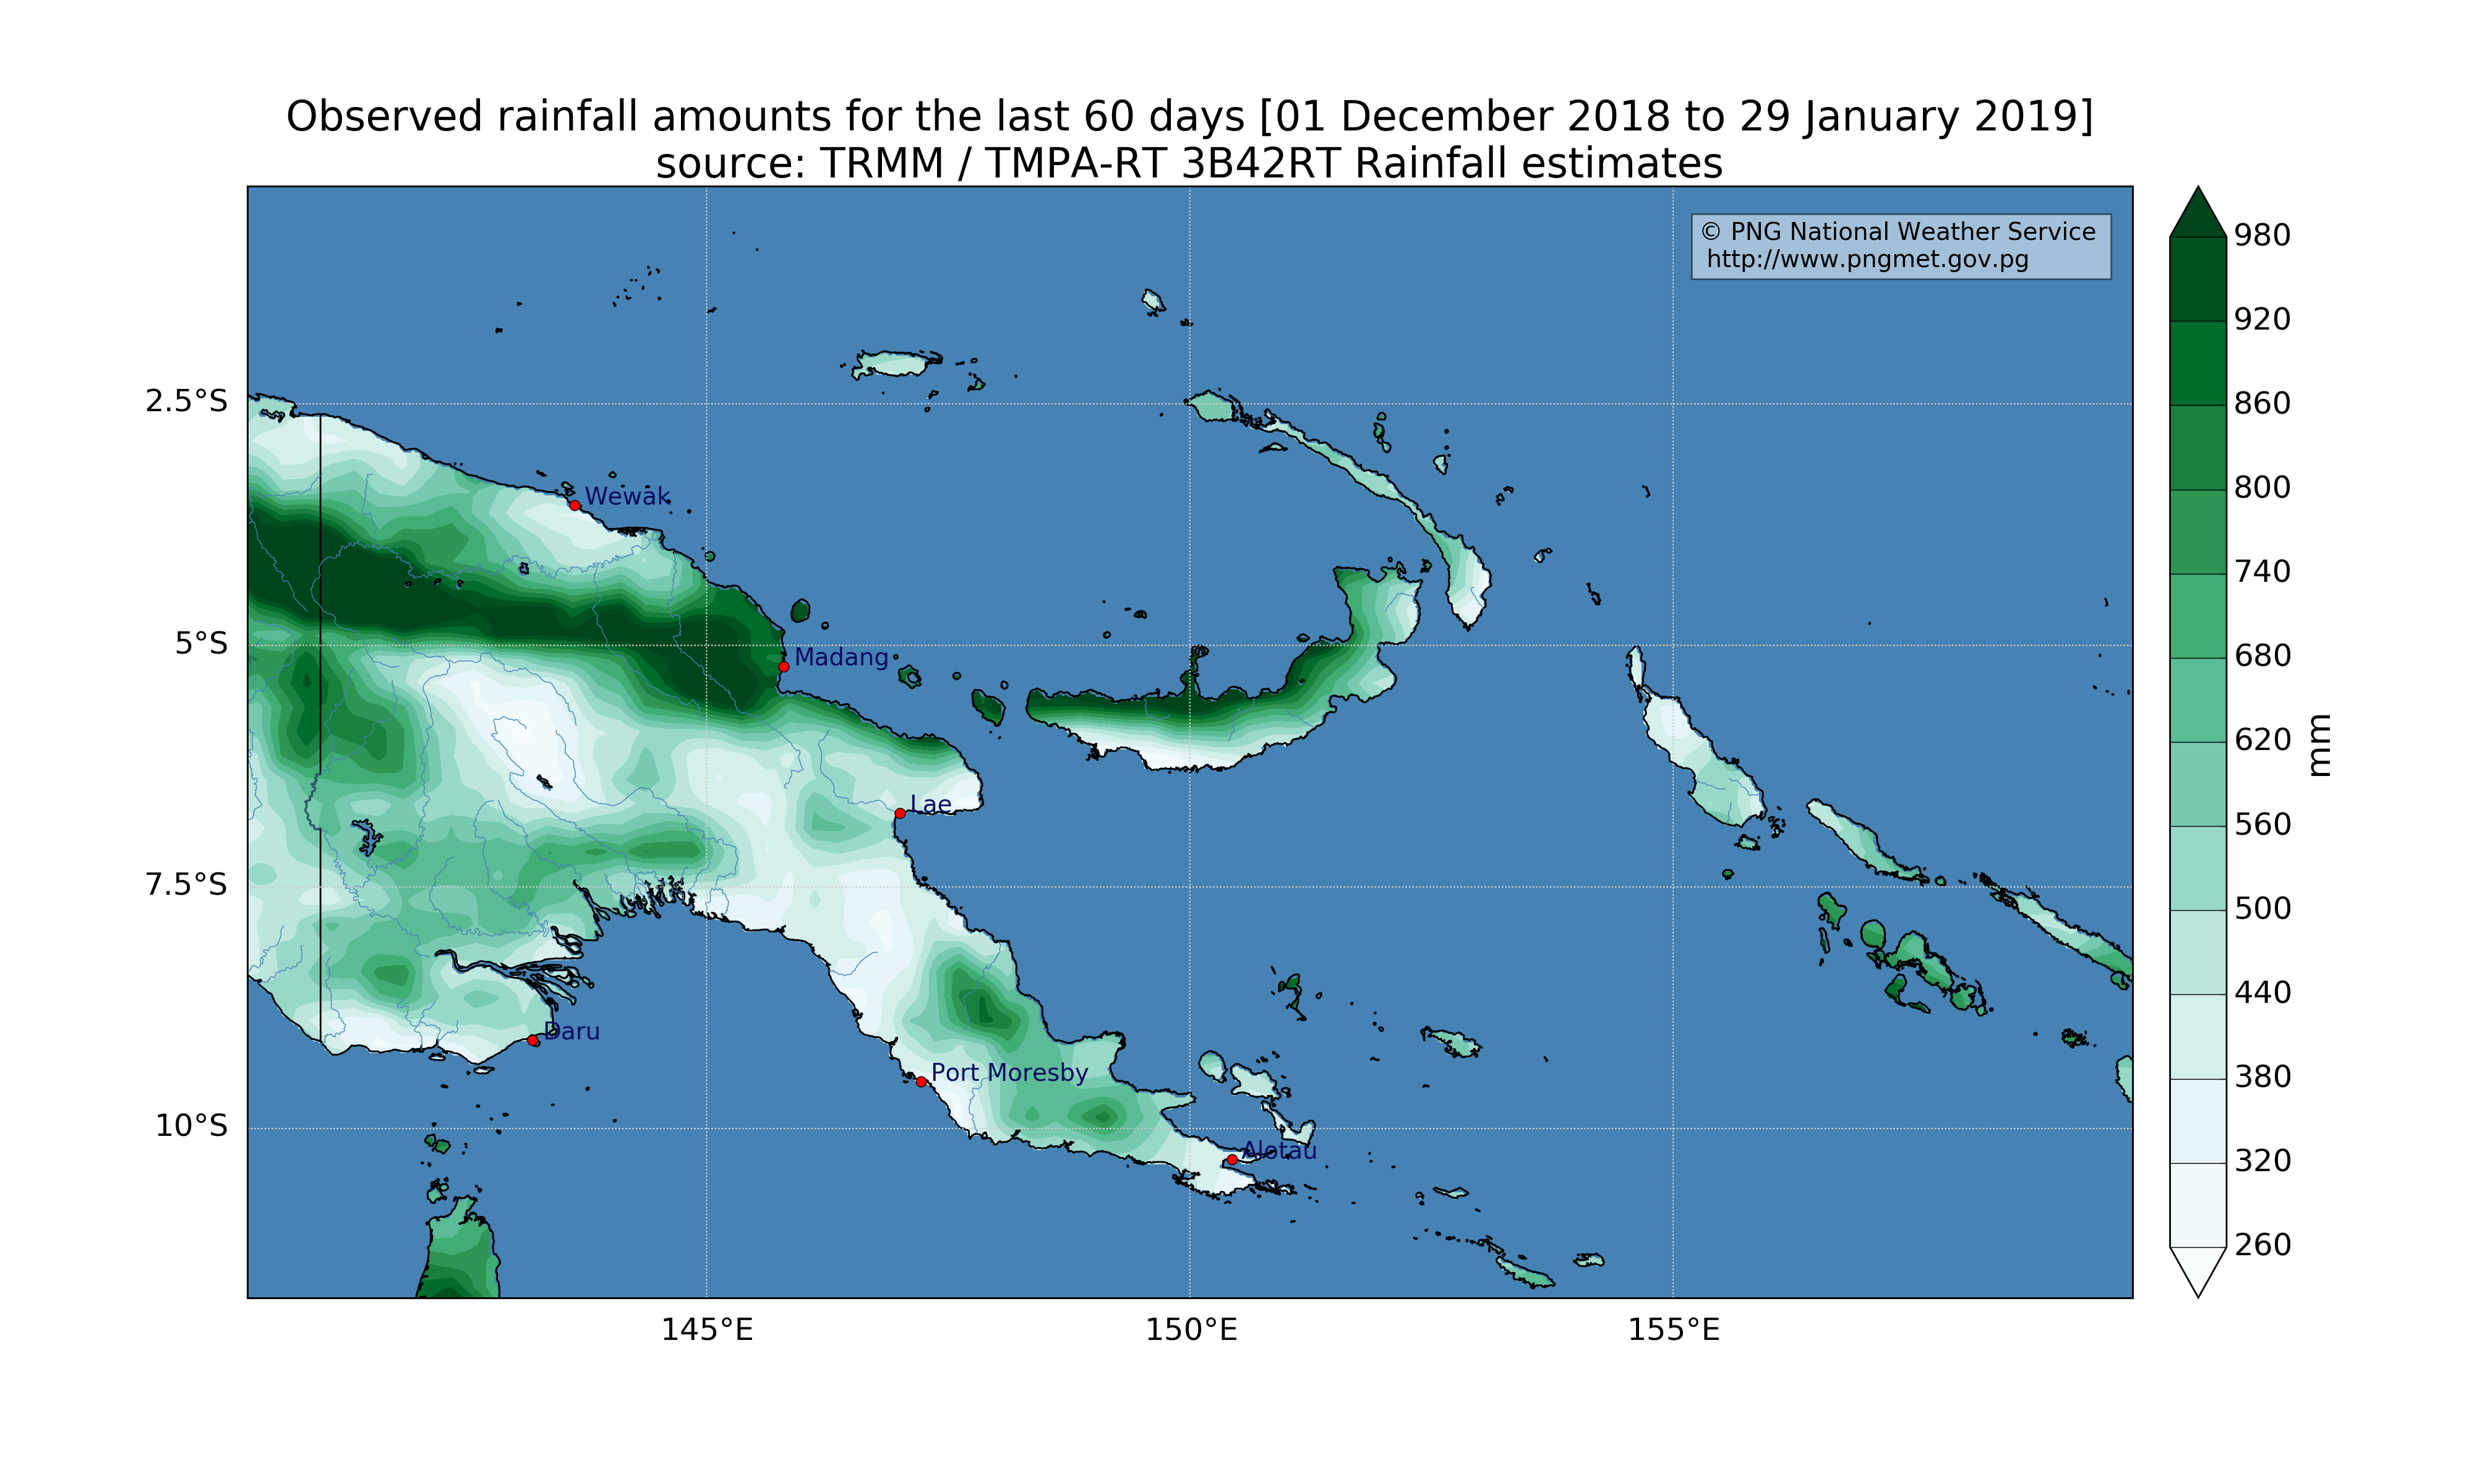 Observed rainfall amounts for the last 60 days [01 December 2018 to 29 January 2019]
source: TRMM / TMPA-RT 3B42RT Rainfall estimates
© PNG National Weather Service
http://www.pngmet.gov.pg
2.5°S
5°S
7.5°S
10°S
Wewak
Madang
Lae
Daru
Port Moresby
Alotau
145°E
150°E
155°E
980
920
860
800
740
680
620
560
500
440
380
320
260
mm